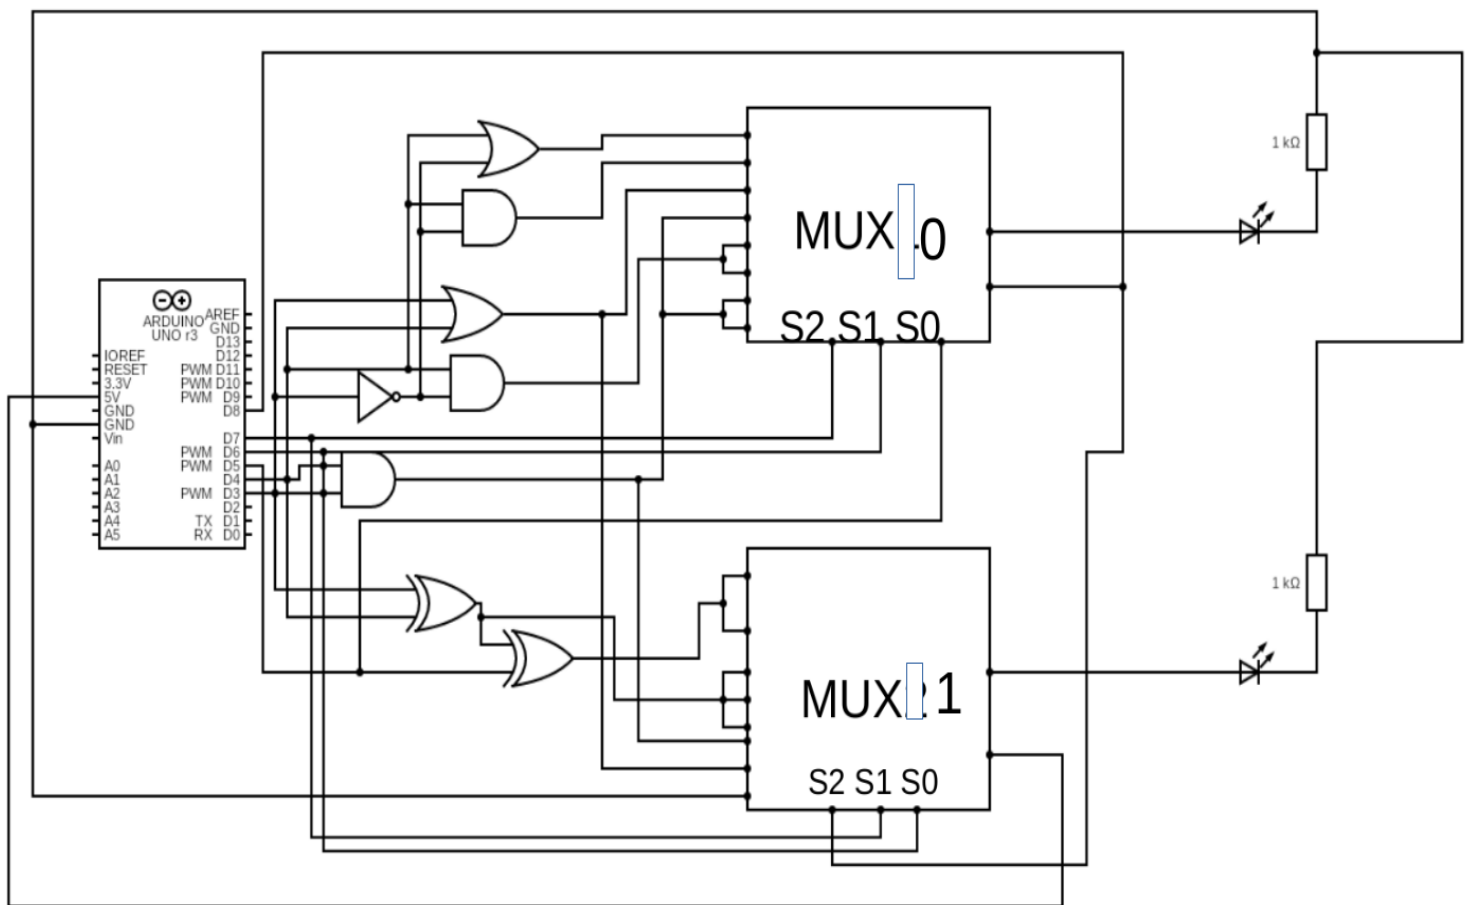 1 kΩ
MUX 0
S2 S1 S0
ARDUINO
UNO r3
AREF
GND
D13
IOREF D12
RESET PWM D11
3.3V PWM D10
5V PWM D9
GND D8
GND
Vin D7
PWM D6
A0 PWM D5
A1 D4
A2 PWM D3
A3 D2
A4 TX D1
A5 RX D0
1 kΩ
MUX 1
S2 S1 S0